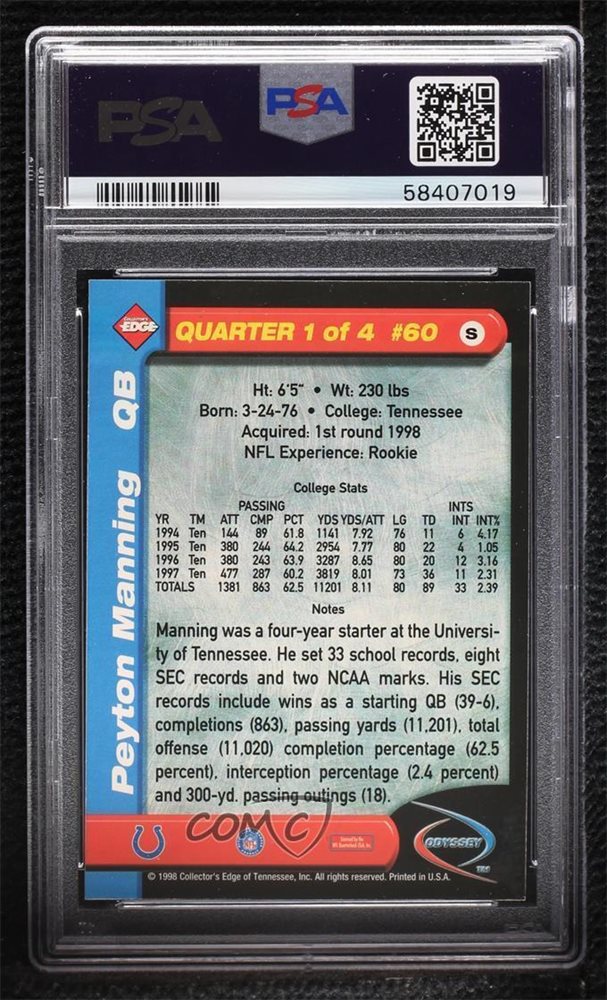 PSA
PSA
58407019
COLLECTOR'S
EDGE
QUARTER 1 of 4 #60 S
Peyton Manning QB
Ht: 6'5" • Wt: 230 lbs
Born: 3-24-76 • College: Tennessee
Acquired: 1st round 1998
NFL Experience: Rookie
College Stats
PASSING INTS
YR TM ATT CMP PCT YDS YDS/ATT LG TD INT INT%
1994 Ten 144 89 61.8 1141 7.92 76 11 6 4.17
1995 Ten 380 244 64.2 2954 7.77 80 22 4 1.05
1996 Ten 380 243 63.9 3287 8.65 80 20 12 3.16
1997 Ten 477 287 60.2 3819 8.01 73 36 11 2.31
TOTALS 1381 863 62.5 11201 8.11 80 89 33 2.39
Notes
Manning was a four-year starter at the Universi-
ty of Tennessee. He set 33 school records, eight
SEC records and two NCAA marks. His SEC
records include wins as a starting QB (39-6),
completions (863), passing yards (11,201), total
offense (11,020) completion percentage (62.5
percent), interception percentage (2.4 percent)
and 300-yd. passing outings (18).
COMC
ODYSSEY
TM
© 1998 Collector's Edge of Tennessee, Inc. All rights reserved. Printed in U.S.A.